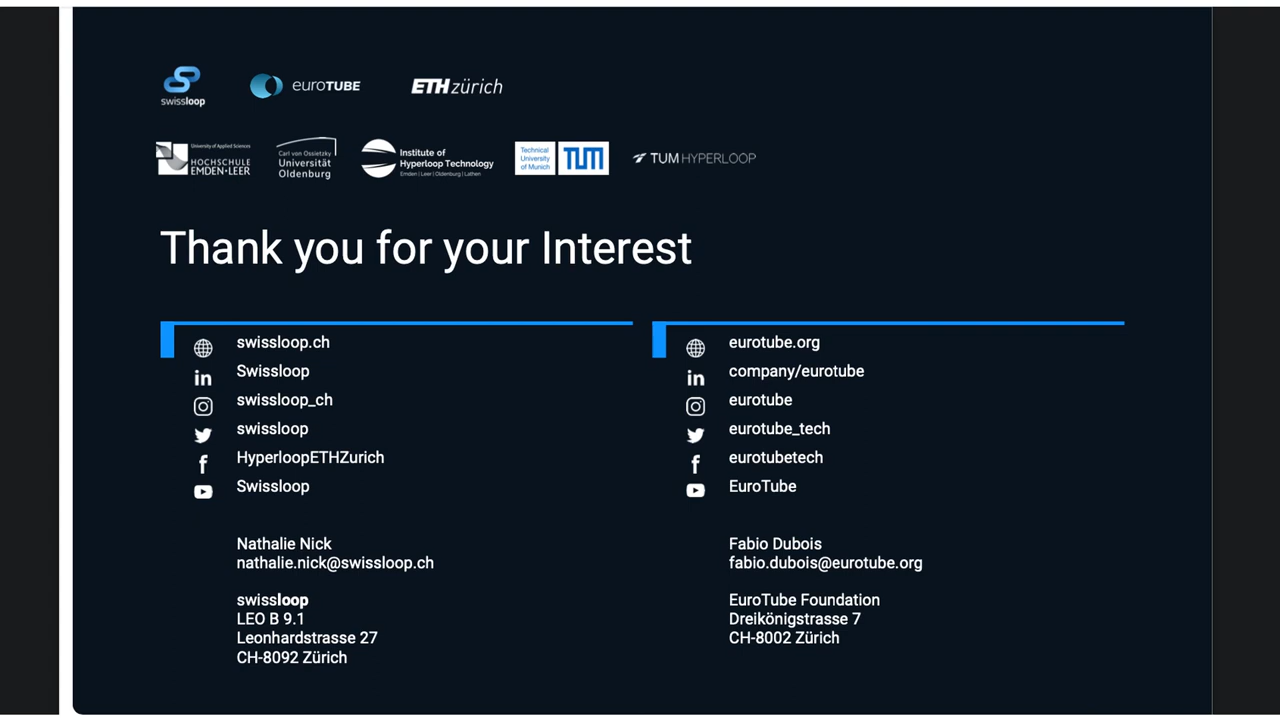 swissloop
euroTUBE
ETH zürich
University of Applied Sciences
HOCHSCHULE
EMDEN•LEER
Carl von Ossietzky
Universität
Oldenburg
Institute of
Hyperloop Technology
Emden | Leer | Oldenburg | Lathen
Technical
University
of Munich
TUM
TUM HYPERLOOP
Thank you for your Interest
swissloop.ch
Swissloop
swissloop_ch
swissloop
HyperloopETHZurich
Swissloop
Nathalie Nick
nathalie.nick@swissloop.ch
swissloop
LEO B 9.1
Leonhardstrasse 27
CH-8092 Zürich
eurotube.org
company/eurotube
eurotube
eurotube_tech
eurotubetech
EuroTube
Fabio Dubois
fabio.dubois@eurotube.org
EuroTube Foundation
Dreikönigstrasse 7
CH-8002 Zürich